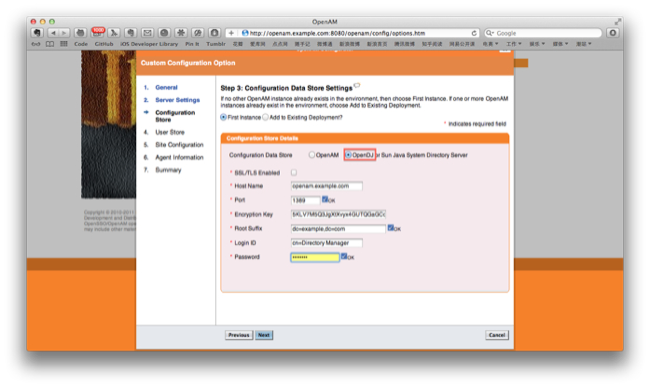 OpenAM
http://openam.example.com:8080/openam/config/options.htm
Google
Code GitHub iOS Developer Library Pin It Tumblr
Custom Configuration
Option
1. General
2. Server Settings
Configuration
Store
4. User Store
5. Site Configuration
6. Agent Information
7. Summary
Step 3: Configuration Data Store Settings
If no other OpenAM instance already exists in the environment, then choose First Instance. If one or more OpenAM
instances already exist in the environment, choose Add to Existing Deployment.
First Instance Add to Existing Deployment?
* Indicates required field
Configuration Store Details
Configuration Data Store OpenAM OpenDJ or Sun Java System Directory Server
* SSL/TLS Enabled
* Host Name openam.example.com
* Port 1389 OK
* Encryption Key
* Root Suffix dc=example,dc=com OK
* Login ID cn=Directory Manager
* Password ••••••• OK
Previous Next Cancel